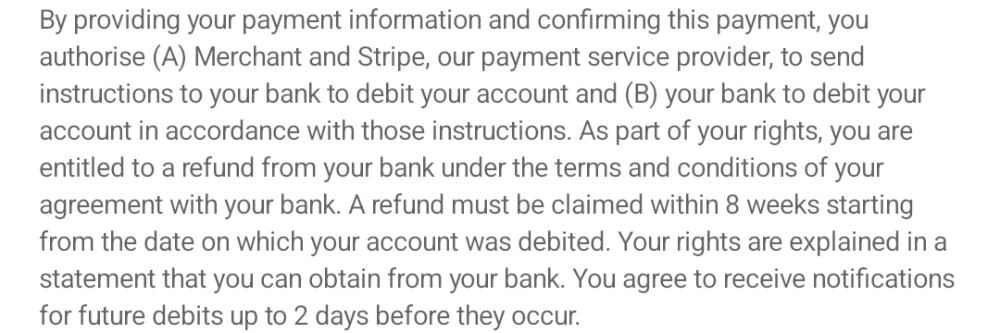 By providing your payment information and confirming this payment, you
authorise (A) Merchant and Stripe, our payment service provider, to send
instructions to your bank to debit your account and (B) your bank to debit your
account in accordance with those instructions. As part of your rights, you are
entitled to a refund from your bank under the terms and conditions of your
agreement with your bank. A refund must be claimed within 8 weeks starting
from the date on which your account was debited. Your rights are explained in a
statement that you can obtain from your bank. You agree to receive notifications
for future debits up to 2 days before they occur.